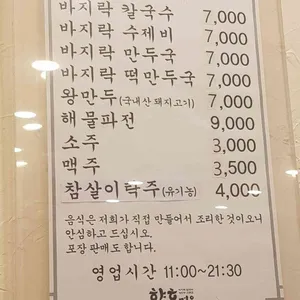 바지락 칼국수 7,000
바지락 수제비 7,000
바지락 만두국 7,000
바지락 떡만두국 7,000
왕만두(국내산 돼지고기) 7,000
해물파전 9,000
소주 3,000
맥주 3,500
참살이탁주(유기농) 4,000
음식은 저희가 직접 만들어서 조리한 것이오니
안심하고 드십시오.
포장 판매도 합니다.
영업시간 11:00~21:30